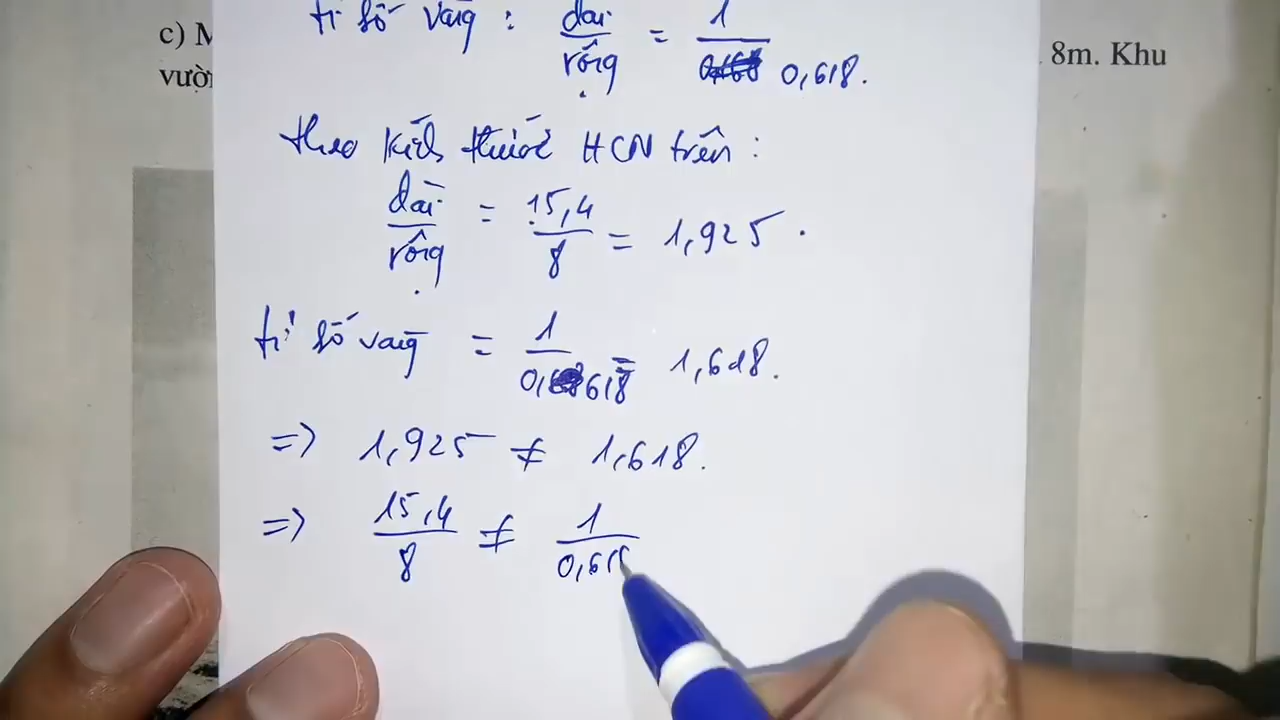 c) M
tỉ số vàng : dài/rộng = 1/0,618.
8m. Khu
vườn
theo kích thước HCN trên :
dài/rộng = 15,4/8 = 1,925.
tỉ số vàng = 1/0,618 = 1,618.
=> 1,925 ≠ 1,618.
=> 15,4/8 ≠ 1/0,618